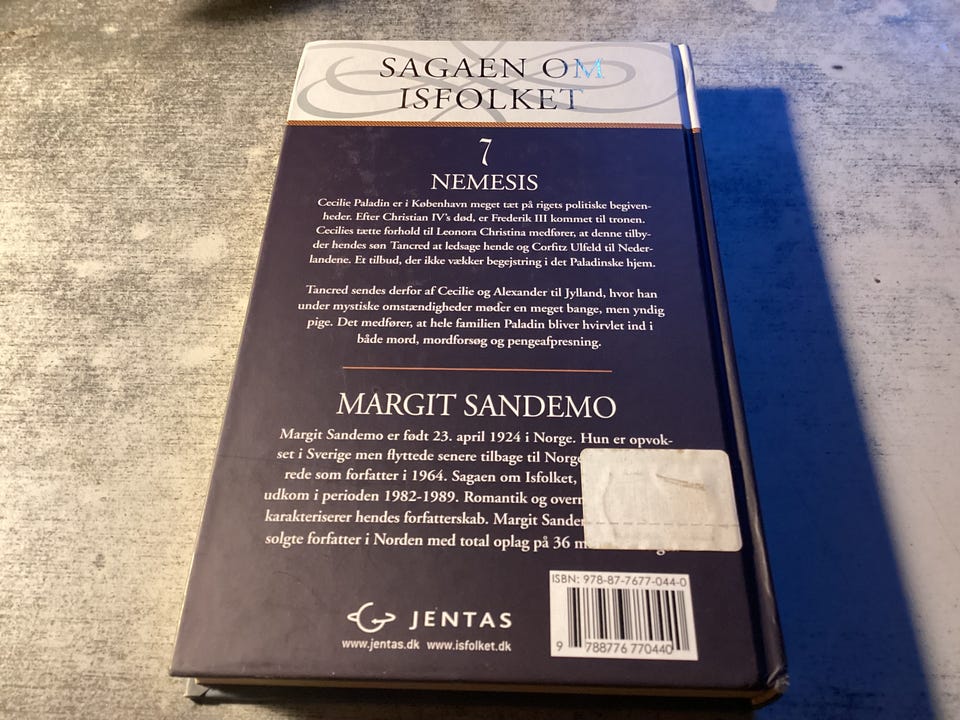 SAGAEN OM
ISFOLKET
7
NEMESIS
Cecilie Paladin er i København meget tæt på rigets politiske begiven-
heder. Efter Christian IV's død, er Frederik III kommet til tronen.
Cecilies tætte forhold til Leonora Christina medfører, at denne tilby-
der hendes søn Tancred at ledsage hende og Corfitz Ulfeld til Neder-
landene. Et tilbud, der ikke vækker begejstring i det Paladinske hjem.
Tancred sendes derfor af Cecilie og Alexander til Jylland, hvor han
under mystiske omstændigheder møder en meget bange, men yndig
pige. Det medfører, at hele familien Paladin bliver hvirvlet ind i
både mord, mordforsøg og pengeafpresning.
MARGIT SANDEMO
Margit Sandemo er født 23. april 1924 i Norge. Hun er opvok-
set i Sverige men flyttede senere tilbage til Norge
rede som forfatter i 1964. Sagaen om Isfolket,
udkom i perioden 1982-1989. Romantik og
karakteriserer hendes forfatterskab. Margit
solgte forfatter i Norden med total oplag på 36
ISBN: 978-87-7677-044-0
JENTAS
www.jentas.dk www.isfolket.dk
9 788776 770440